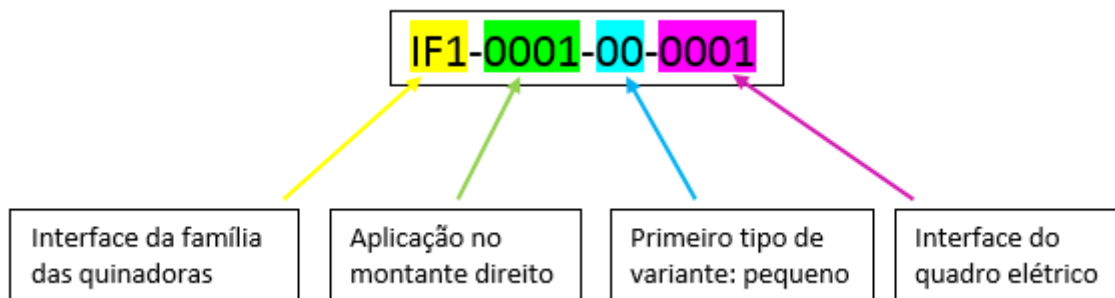 IF1-0001-00-0001
Interface da família
das quinadoras
Aplicação no
montante direito
Primeiro tipo de
variante: pequeno
Interface do
quadro elétrico